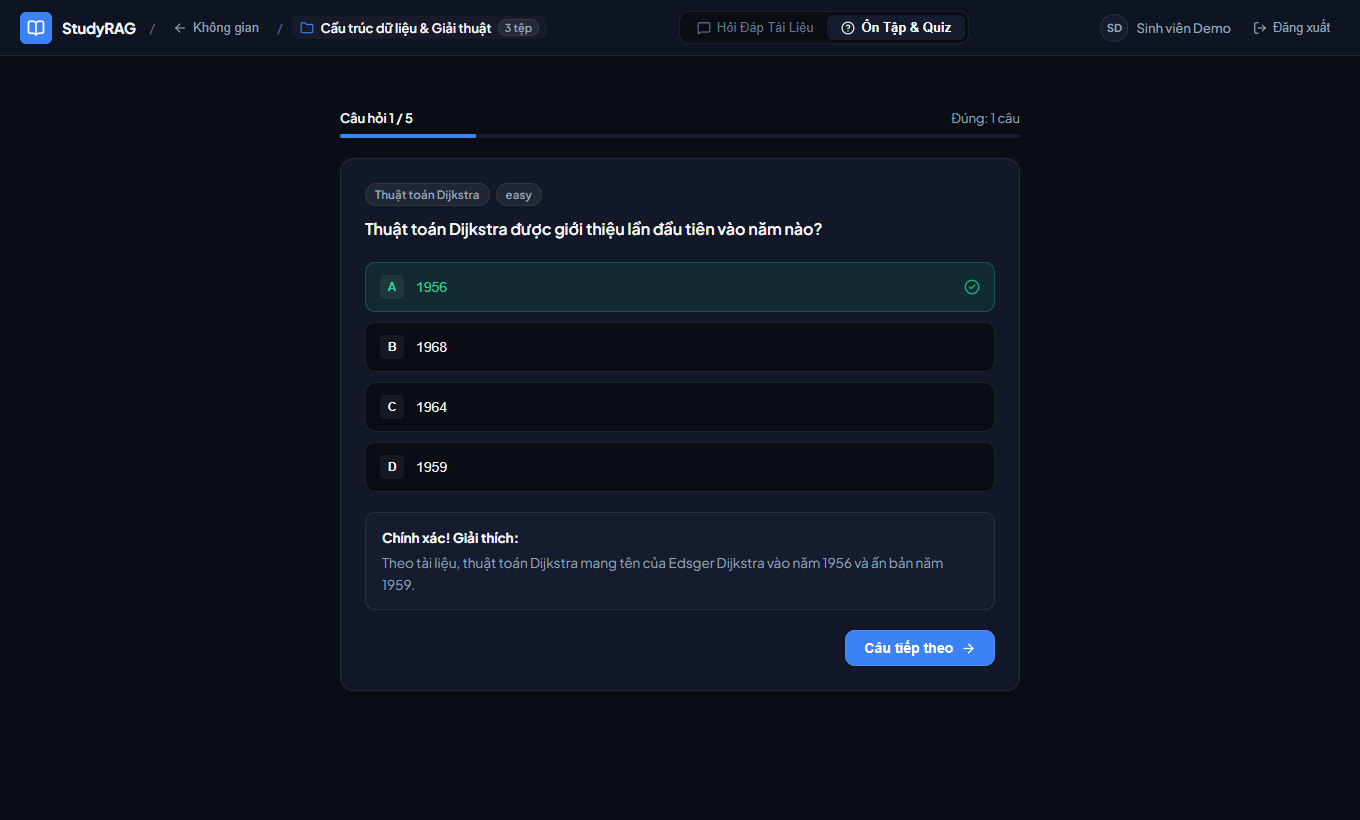 StudyRAG / ← Không gian / Cấu trúc dữ liệu & Giải thuật 3 tệp Hỏi Đáp Tài Liệu Ôn Tập & Quiz SD Sinh viên Demo Đăng xuất
Câu hỏi 1 / 5 Đúng: 1 câu
Thuật toán Dijkstra easy
Thuật toán Dijkstra được giới thiệu lần đầu tiên vào năm nào?
A 1956
B 1968
C 1964
D 1959
Chính xác! Giải thích:
Theo tài liệu, thuật toán Dijkstra mang tên của Edsger Dijkstra vào năm 1956 và ấn bản năm
1959.
Câu tiếp theo →